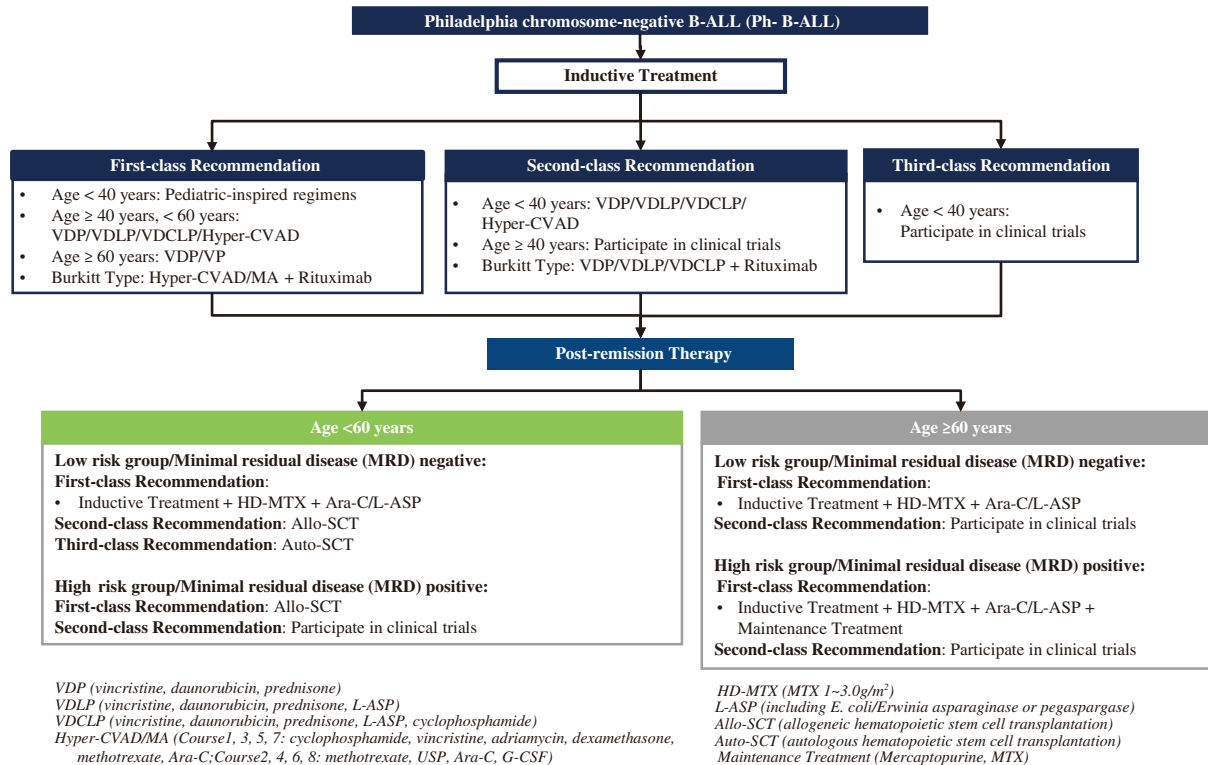 Philadelphia chromosome-negative B-ALL (Ph- B-ALL)
Inductive Treatment
First-class Recommendation
• Age < 40 years: Pediatric-inspired regimens
• Age ≥ 40 years, < 60 years:
VDP/VDLP/VDCLP/Hyper-CVAD
• Age ≥ 60 years: VDP/VP
• Burkitt Type: Hyper-CVAD/MA + Rituximab
Second-class Recommendation
• Age < 40 years: VDP/VDLP/VDCLP/
Hyper-CVAD
• Age ≥ 40 years: Participate in clinical trials
• Burkitt Type: VDP/VDLP/VDCLP + Rituximab
Third-class Recommendation
• Age < 40 years:
Participate in clinical trials
Post-remission Therapy
Age <60 years
Low risk group/Minimal residual disease (MRD) negative:
First-class Recommendation:
• Inductive Treatment + HD-MTX + Ara-C/L-ASP
Second-class Recommendation: Allo-SCT
Third-class Recommendation: Auto-SCT
High risk group/Minimal residual disease (MRD) positive:
First-class Recommendation: Allo-SCT
Second-class Recommendation: Participate in clinical trials
Age ≥60 years
Low risk group/Minimal residual disease (MRD) negative:
First-class Recommendation:
• Inductive Treatment + HD-MTX + Ara-C/L-ASP
Second-class Recommendation: Participate in clinical trials
High risk group/Minimal residual disease (MRD) positive:
First-class Recommendation:
• Inductive Treatment + HD-MTX + Ara-C/L-ASP +
Maintenance Treatment
Second-class Recommendation: Participate in clinical trials
VDP (vincristine, daunorubicin, prednisone)
VDLP (vincristine, daunorubicin, prednisone, L-ASP)
VDCLP (vincristine, daunorubicin, prednisone, L-ASP, cyclophosphamide)
Hyper-CVAD/MA (Course1, 3, 5, 7: cyclophosphamide, vincristine, adriamycin, dexamethasone,
methotrexate, Ara-C;Course2, 4, 6, 8: methotrexate, USP, Ara-C, G-CSF)
HD-MTX (MTX 1~3.0g/m²)
L-ASP (including E. coli/Erwinia asparaginase or pegaspargase)
Allo-SCT (allogeneic hematopoietic stem cell transplantation)
Auto-SCT (autologous hematopoietic stem cell transplantation)
Maintenance Treatment (Mercaptopurine, MTX)